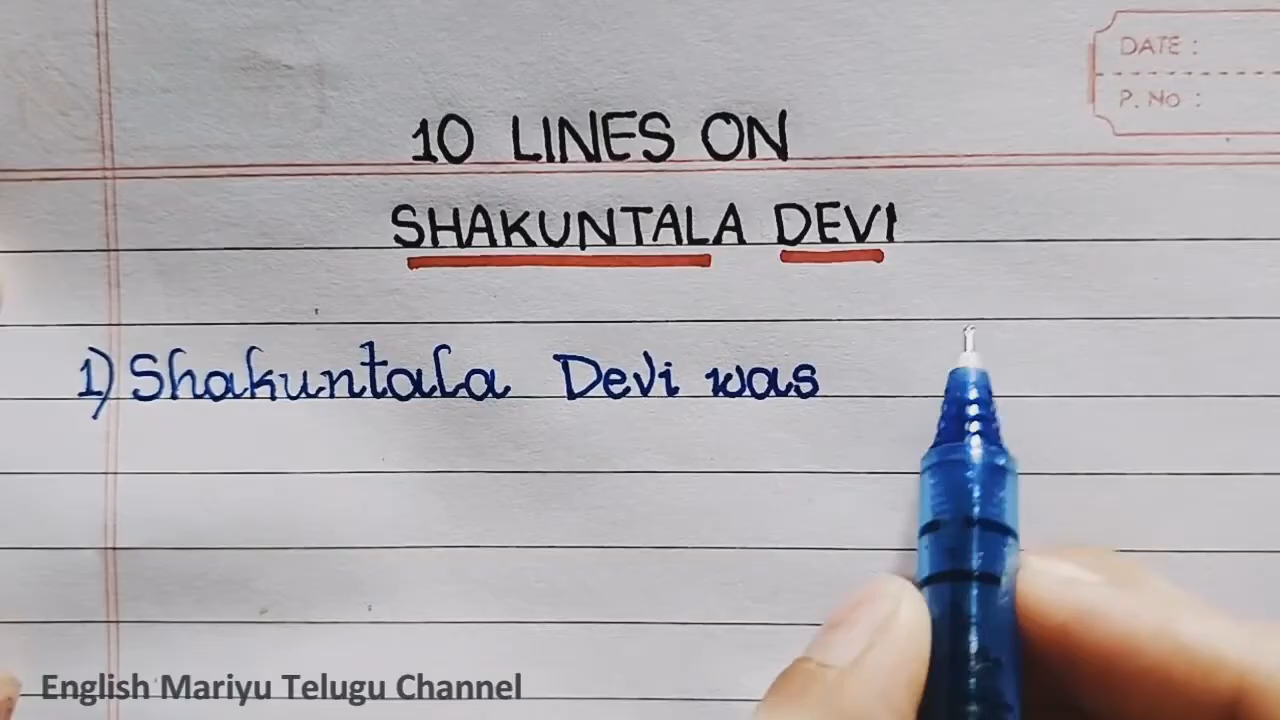 DATE :
P. No :
10 LINES ON
SHAKUNTALA DEVI
1) Shakuntala Devi was
English Mariyu Telugu Channel